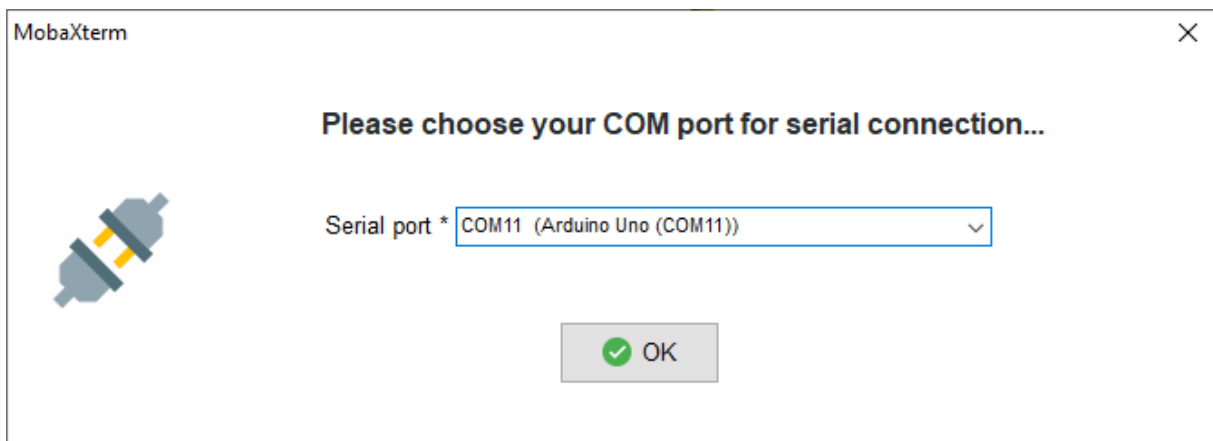 MobaXterm
Please choose your COM port for serial connection...
Serial port * COM11 (Arduino Uno (COM11))
OK